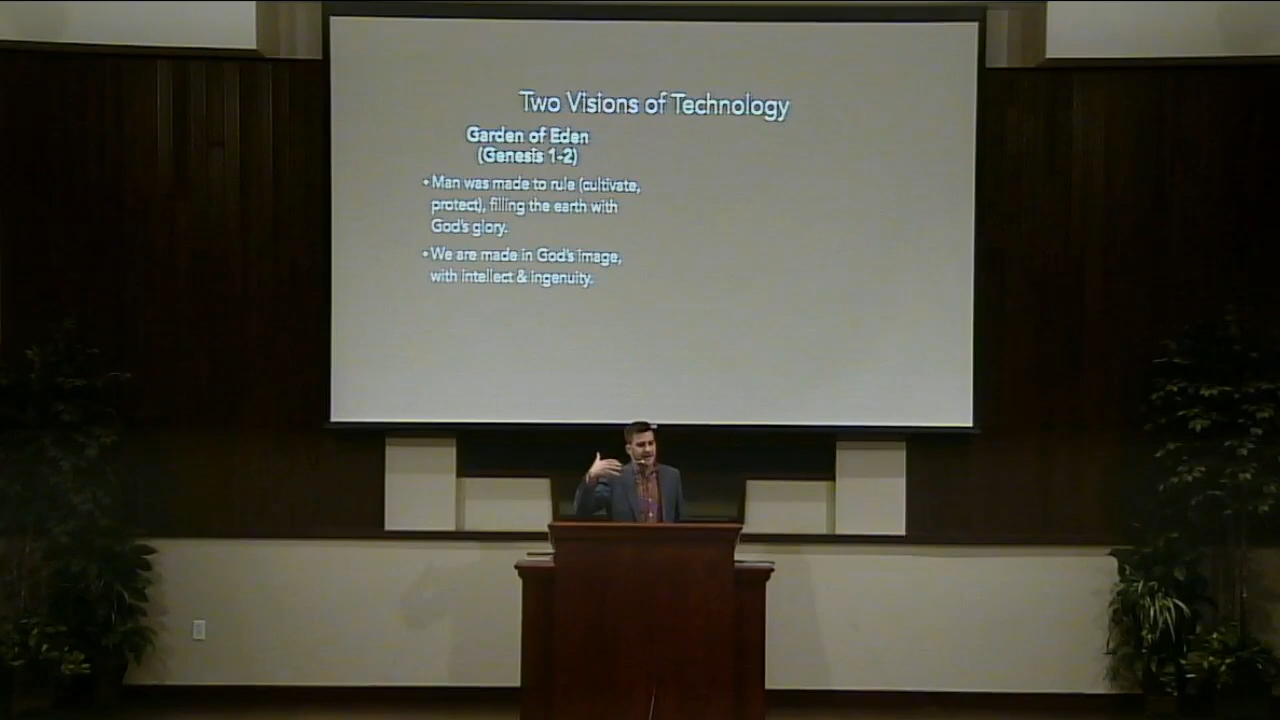 Two Visions of Technology
Garden of Eden
(Genesis 1-2)
• Man was made to rule (cultivate,
protect), filling the earth with
God's glory.
• We are made in God's image,
with intellect & ingenuity.